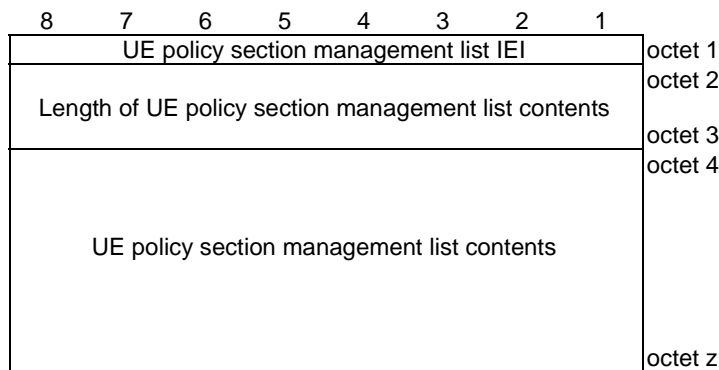 8 7 6 5 4 3 2 1
UE policy section management list IEI octet 1
octet 2
Length of UE policy section management list contents
octet 3
octet 4
UE policy section management list contents
octet z